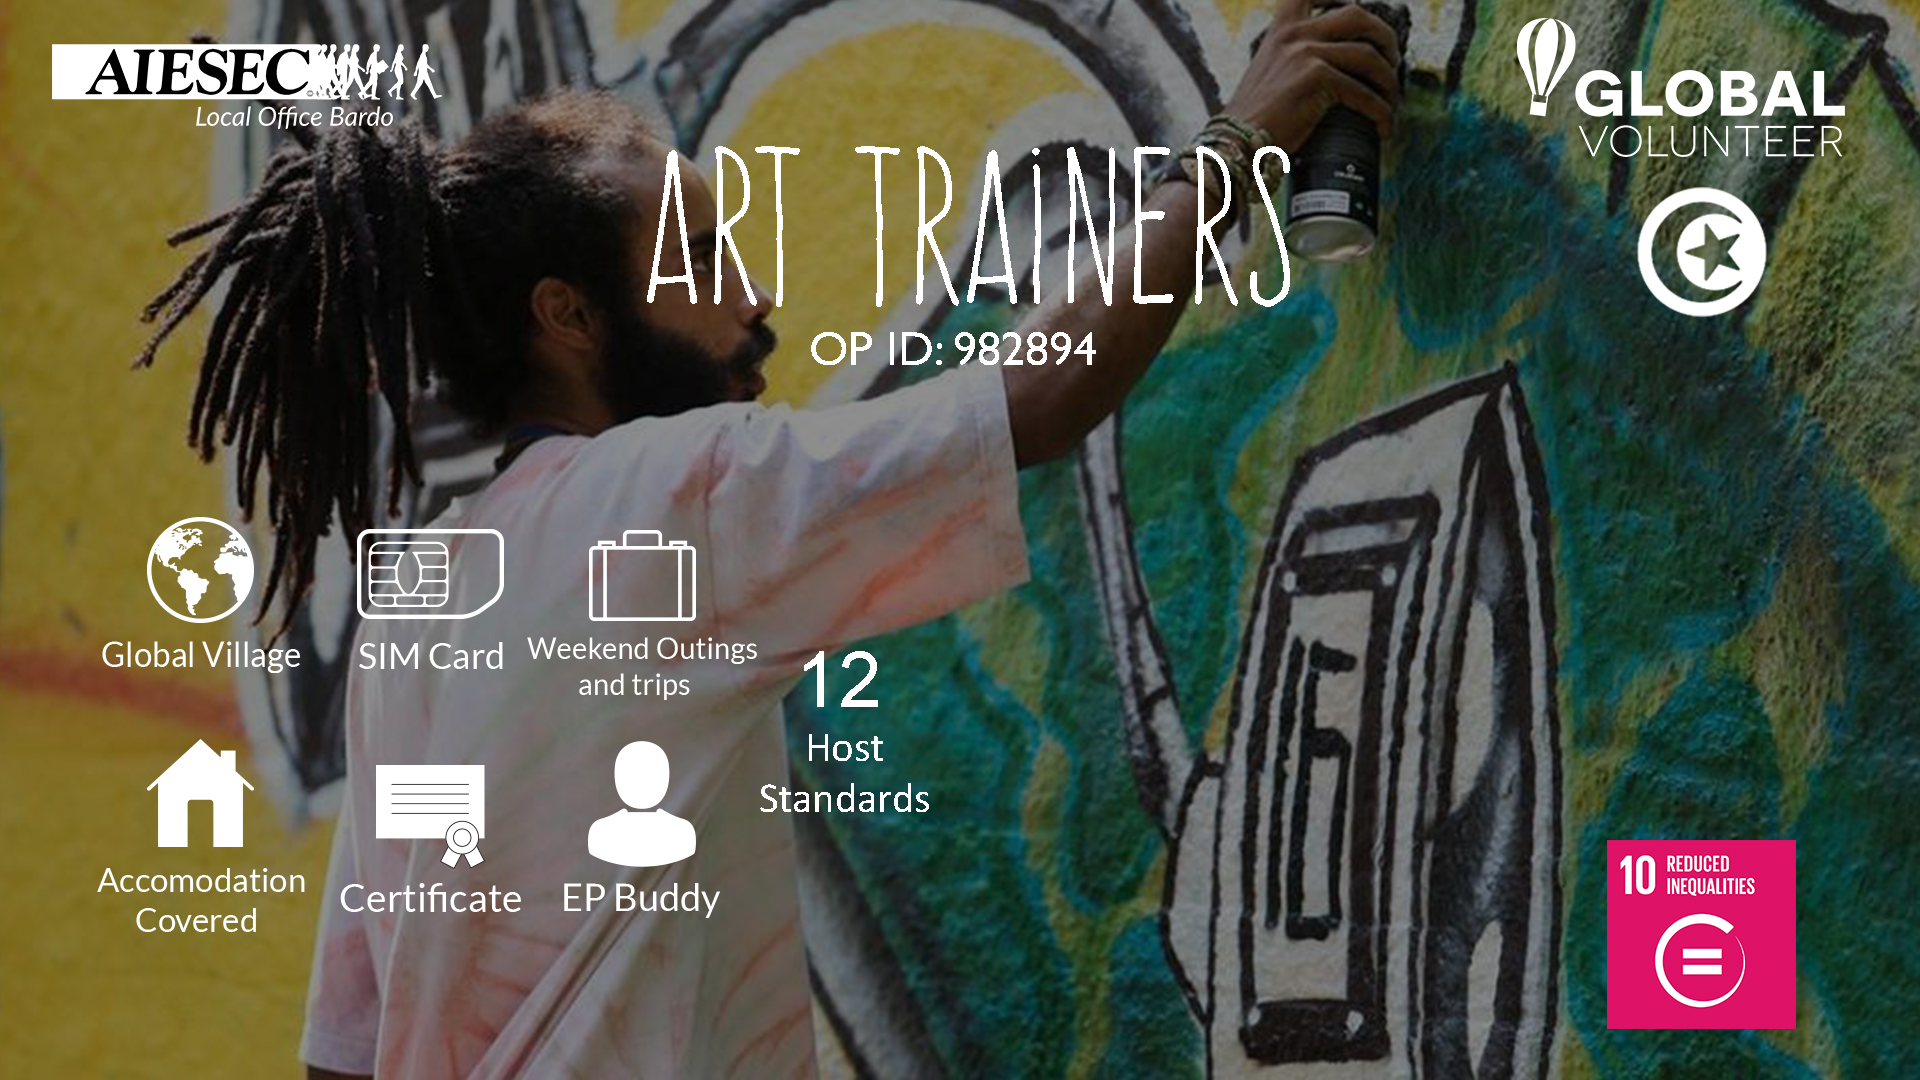 AIESEC
Local Office Bardo
GLOBAL
VOLUNTEER
ART TRAiNERS
OP ID: 982894
Global Village
SIM Card
Weekend Outings
and trips
12
Host
Standards
Accomodation
Covered
Certificate
EP Buddy
10 REDUCED
INEQUALITIES